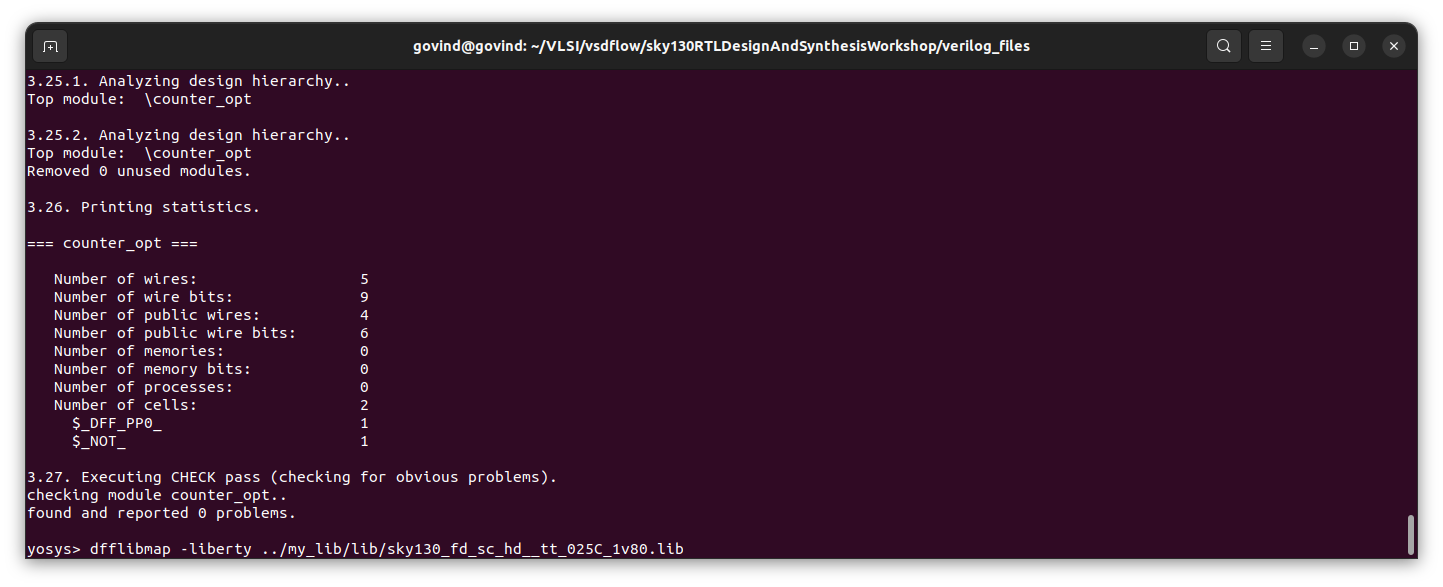 govind@govind: ~/VLSI/vsdflow/sky130RTLDesignAndSynthesisWorkshop/verilog_files
3.25.1. Analyzing design hierarchy..
Top module:  \counter_opt
3.25.2. Analyzing design hierarchy..
Top module:  \counter_opt
Removed 0 unused modules.
3.26. Printing statistics.
=== counter_opt ===
   Number of wires:                  5
   Number of wire bits:              9
   Number of public wires:           4
   Number of public wire bits:       6
   Number of memories:               0
   Number of memory bits:            0
   Number of processes:              0
   Number of cells:                  2
     $_DFF_PP0_                      1
     $_NOT_                          1
3.27. Executing CHECK pass (checking for obvious problems).
checking module counter_opt..
found and reported 0 problems.
yosys> dfflibmap -liberty ../my_lib/lib/sky130_fd_sc_hd__tt_025C_1v80.lib